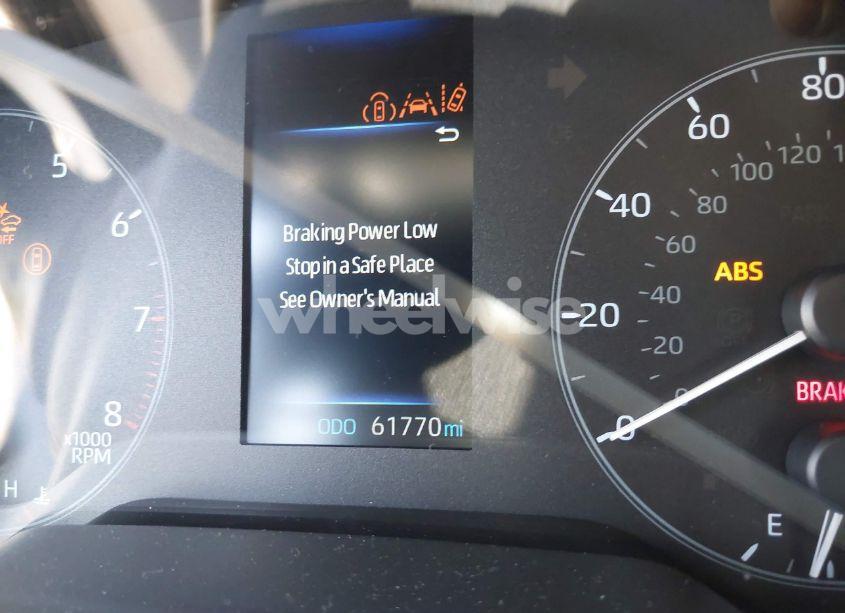 Braking Power Low
Stop in a Safe Place
See Owner's Manual
ODO 61770 mi
5
6
7
8
x1000
RPM
H
OFF
80
60
40
20
0
120
100
80
60
40
20
0
ABS
BRAK
E
wheelwise